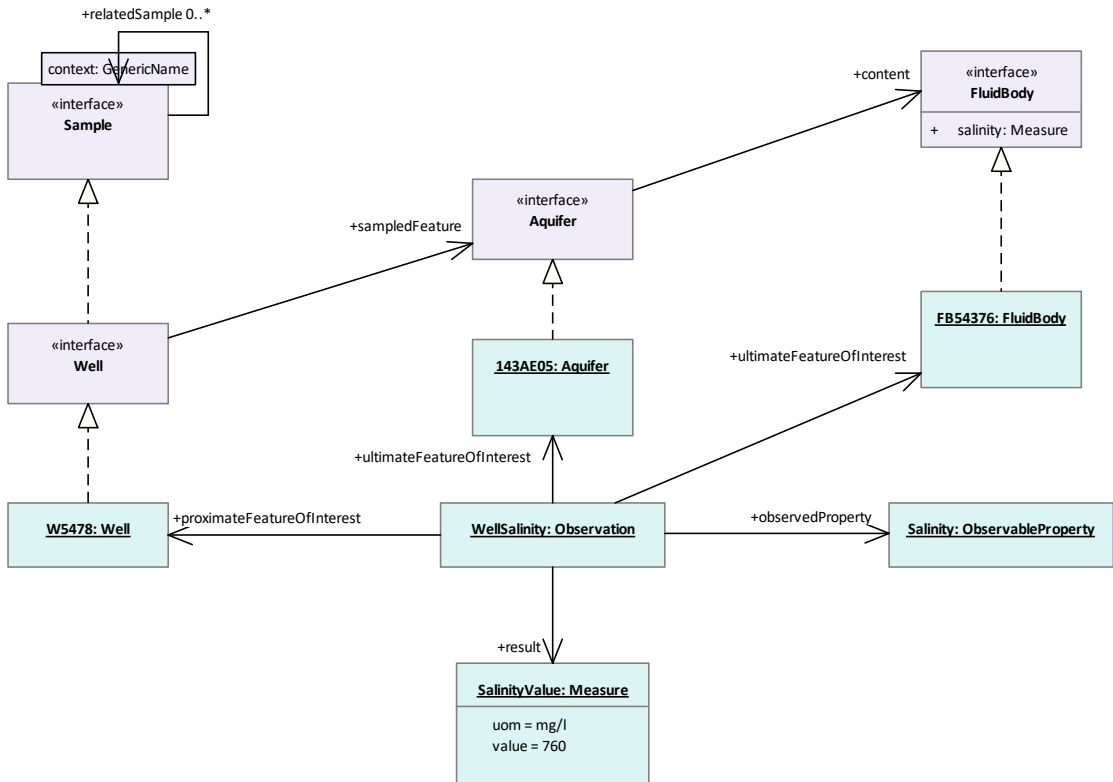 +relatedSample 0..*
context: GenericName
«interface»
Sample
+content
«interface»
FluidBody
+ salinity: Measure
«interface»
Aquifer
+sampledFeature
«interface»
Well
143AE05: Aquifer
FB54376: FluidBody
+ultimateFeatureOfInterest
+ultimateFeatureOfInterest
W5478: Well
+proximateFeatureOfInterest
WellSalinity: Observation
+observedProperty
Salinity: ObservableProperty
+result
SalinityValue: Measure
uom = mg/l
value = 760